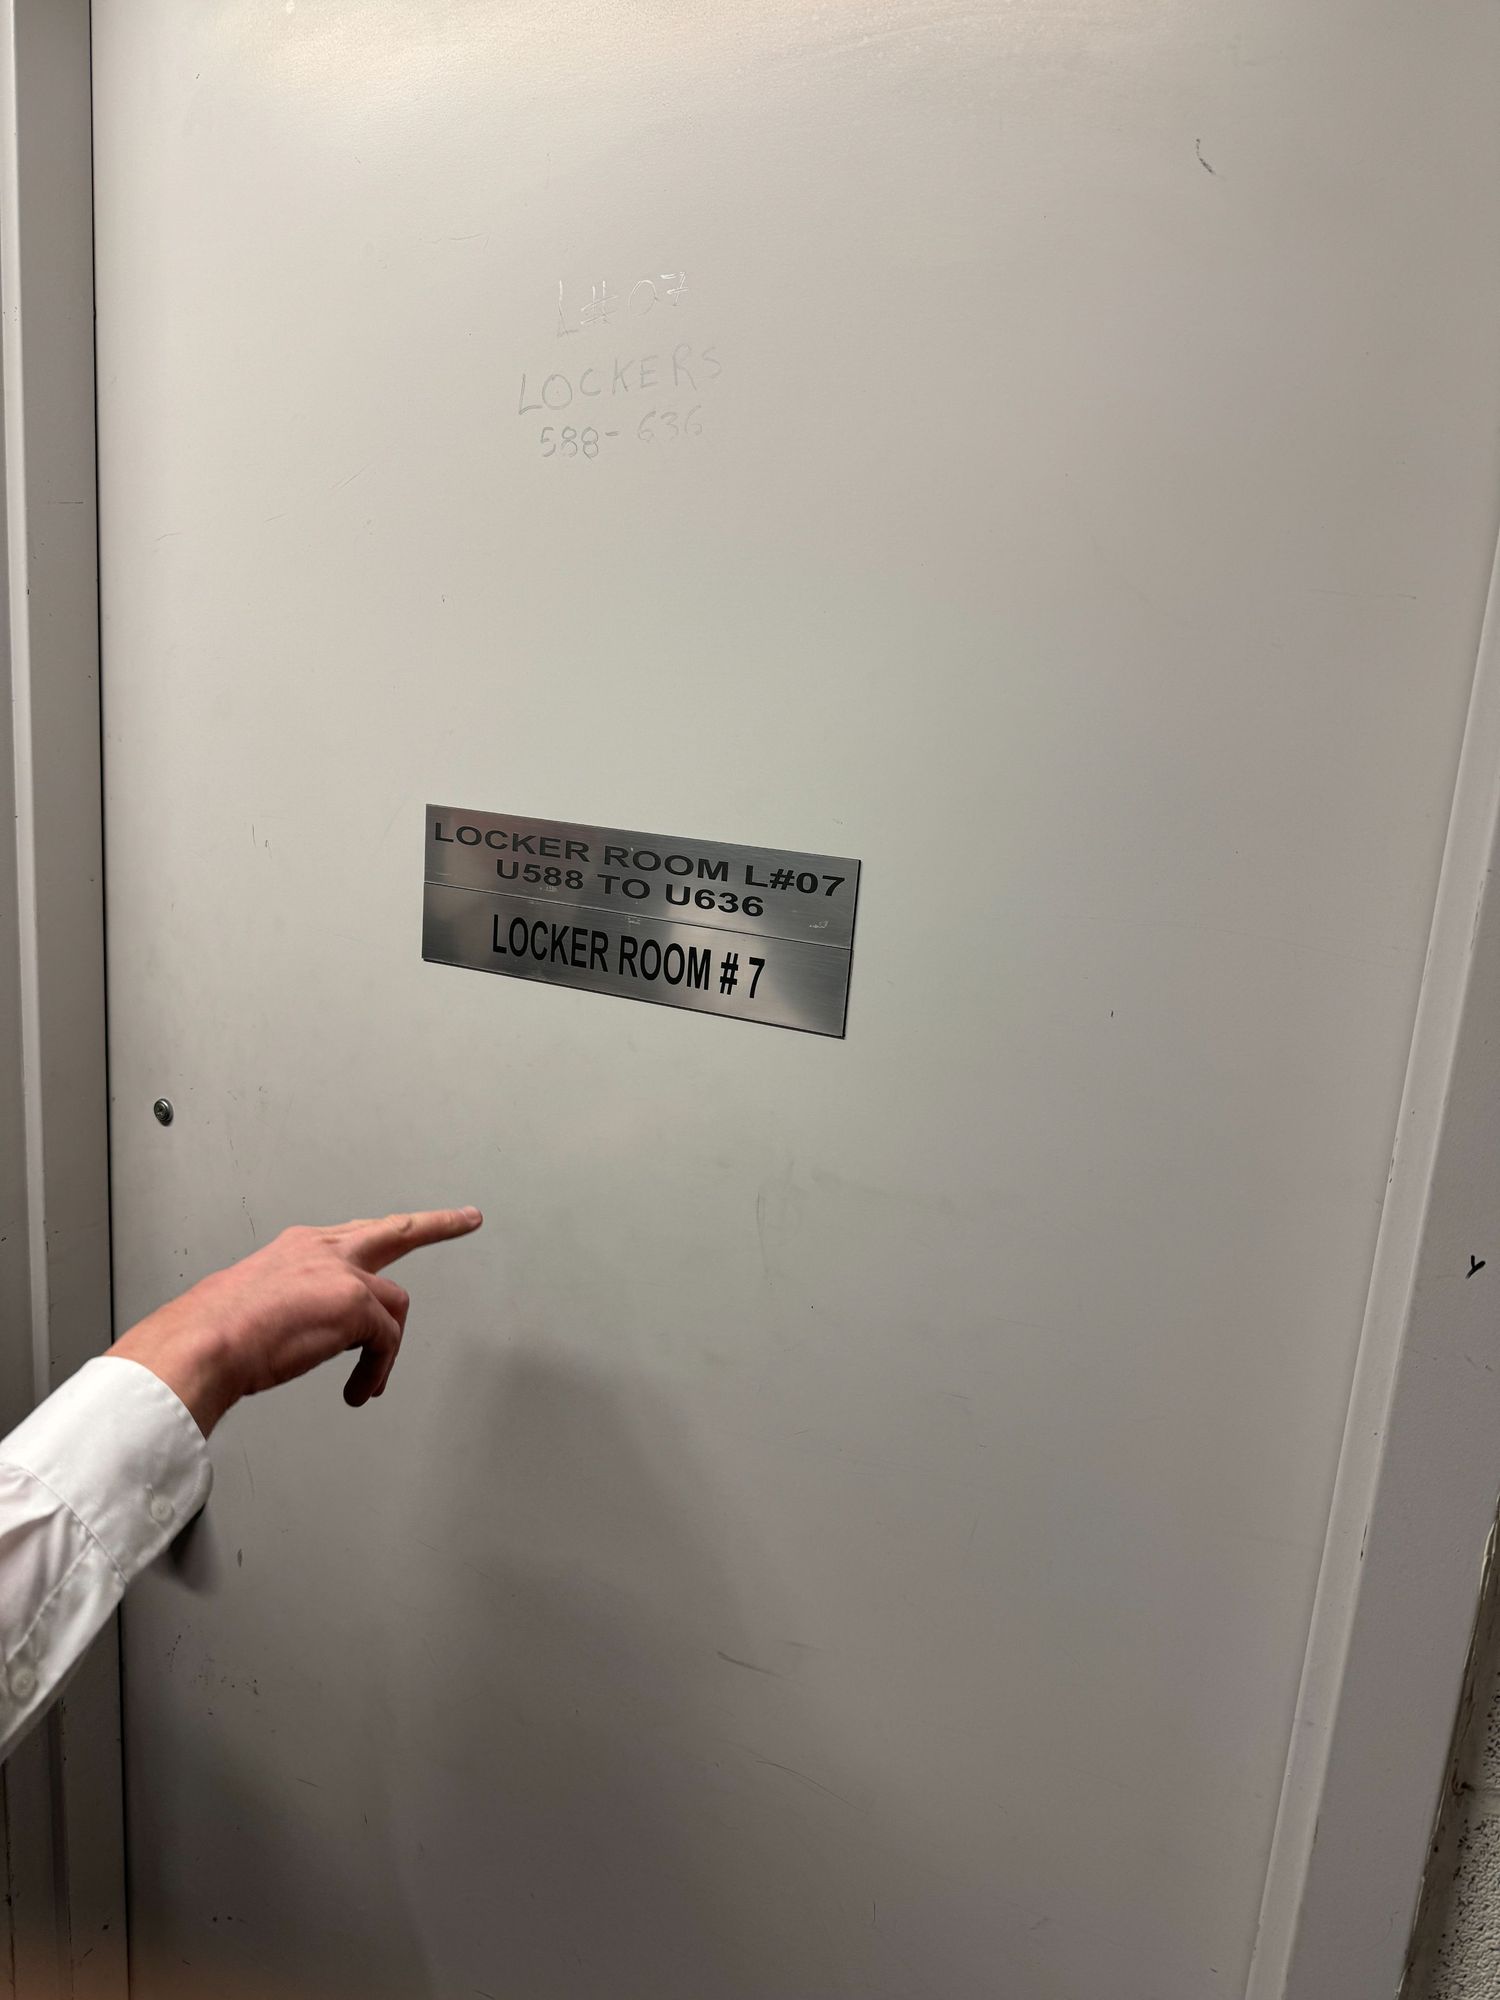 L#07
LOCKERS
588-636
LOCKER ROOM L#07
U588 TO U636
LOCKER ROOM # 7
Y